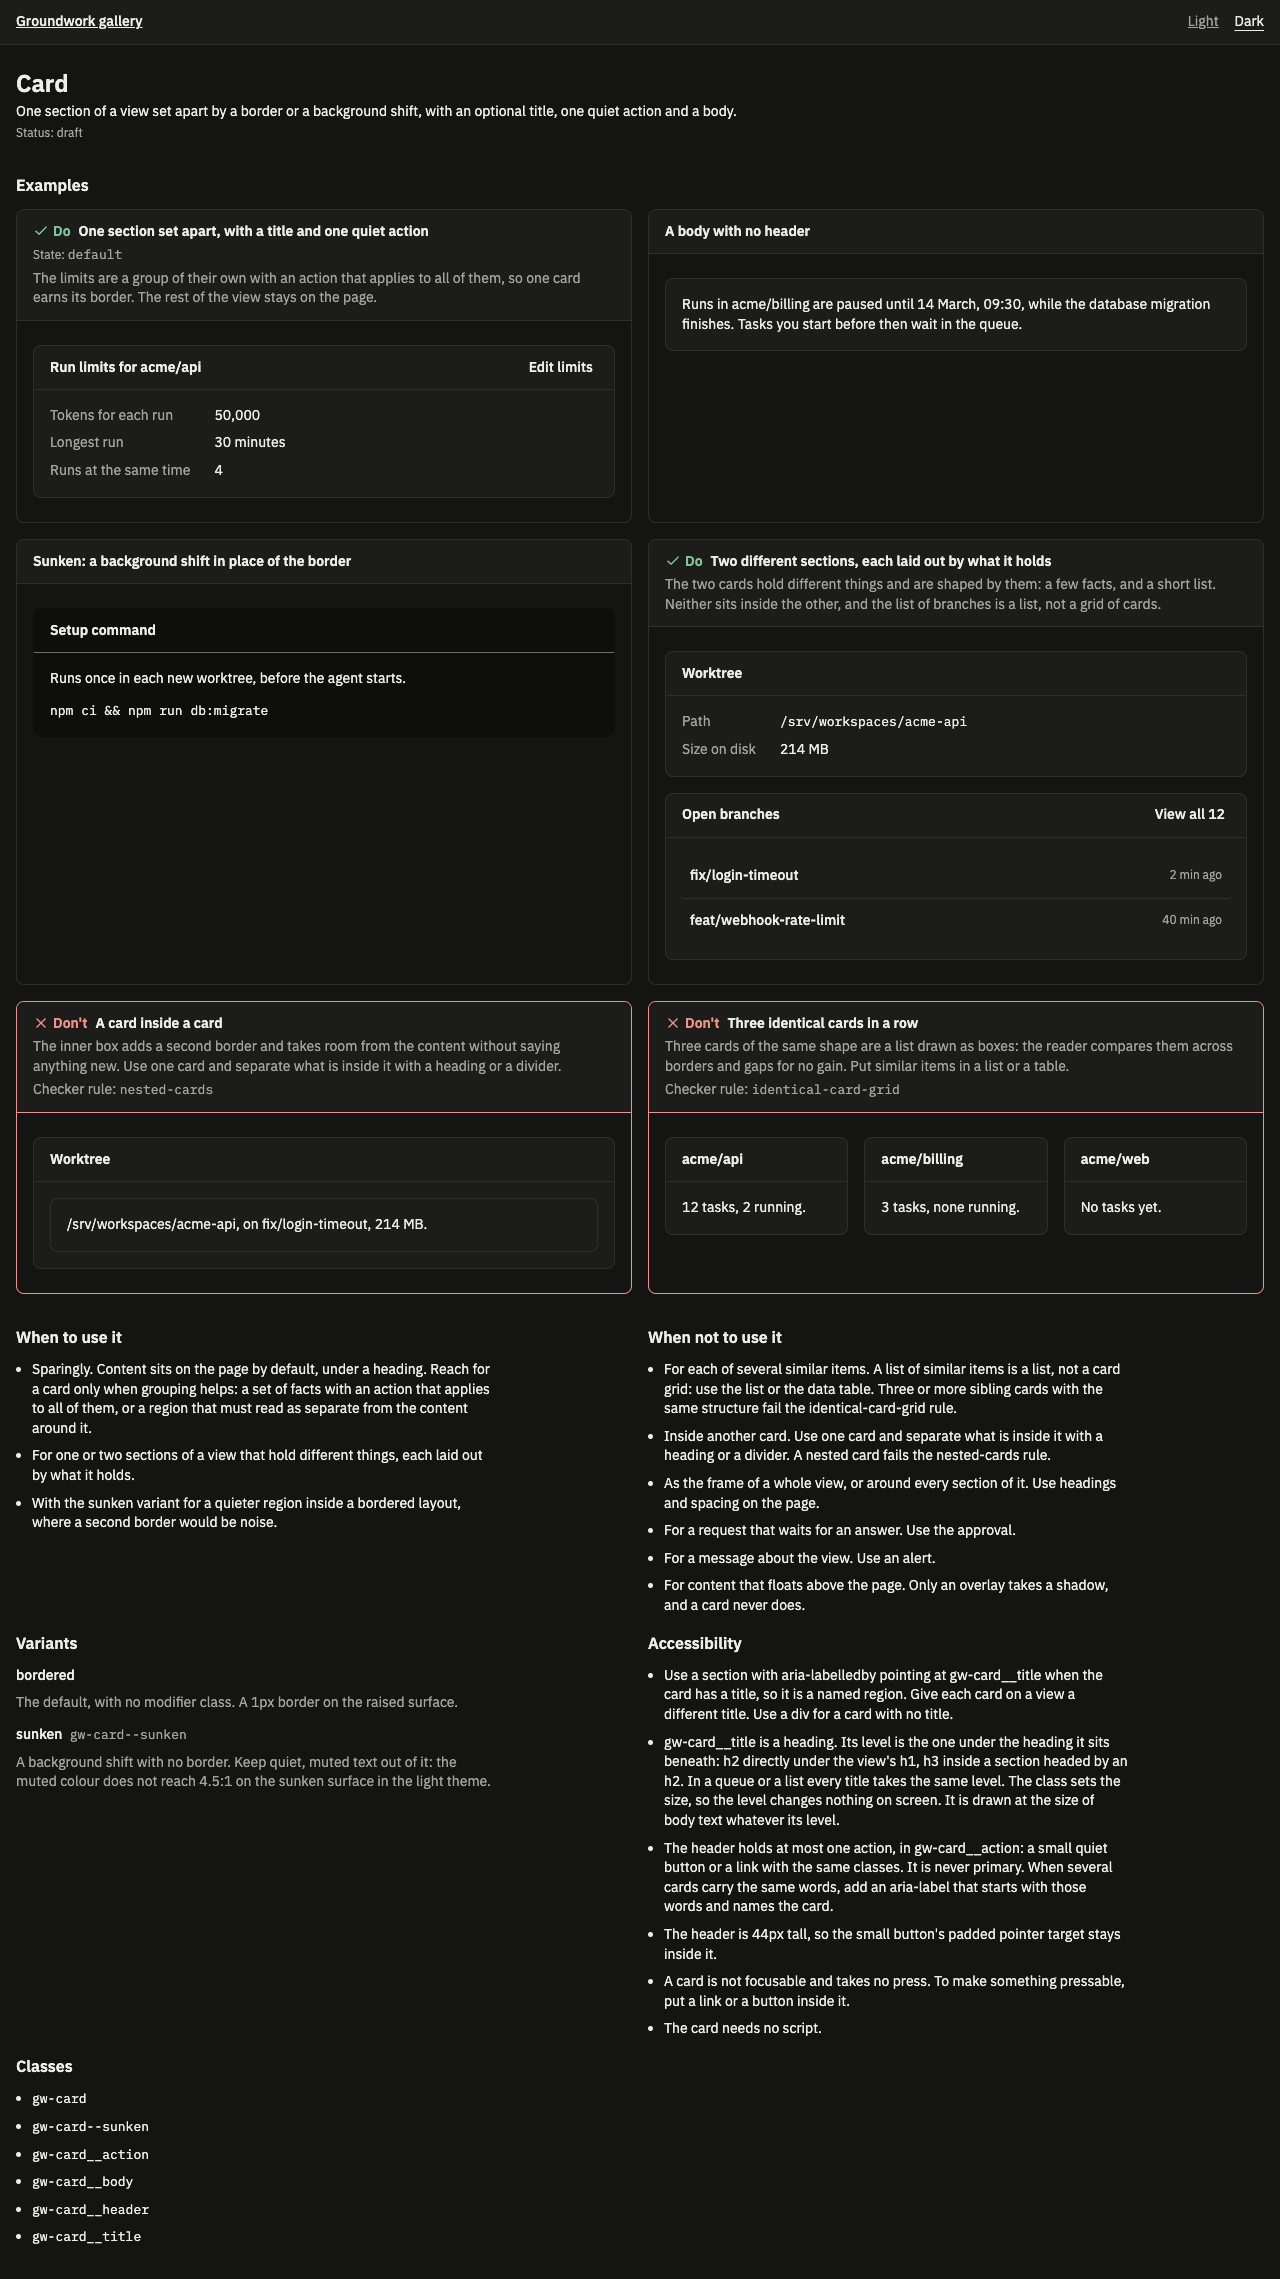 Groundwork gallery
Light Dark
Card
One section of a view set apart by a border or a background shift, with an optional title, one quiet action and a body.
Status: draft
Examples
Do One section set apart, with a title and one quiet action
State: default
The limits are a group of their own with an action that applies to all of them, so one card
earns its border. The rest of the view stays on the page.
Run limits for acme/api Edit limits
Tokens for each run 50,000
Longest run 30 minutes
Runs at the same time 4
A body with no header
Runs in acme/billing are paused until 14 March, 09:30, while the database migration
finishes. Tasks you start before then wait in the queue.
Sunken: a background shift in place of the border
Setup command
Runs once in each new worktree, before the agent starts.
npm ci && npm run db:migrate
Do Two different sections, each laid out by what it holds
The two cards hold different things and are shaped by them: a few facts, and a short list.
Neither sits inside the other, and the list of branches is a list, not a grid of cards.
Worktree
Path /srv/workspaces/acme-api
Size on disk 214 MB
Open branches View all 12
fix/login-timeout 2 min ago
feat/webhook-rate-limit 40 min ago
Don't A card inside a card
The inner box adds a second border and takes room from the content without saying
anything new. Use one card and separate what is inside it with a heading or a divider.
Checker rule: nested-cards
Worktree
/srv/workspaces/acme-api, on fix/login-timeout, 214 MB.
Don't Three identical cards in a row
Three cards of the same shape are a list drawn as boxes: the reader compares them across
borders and gaps for no gain. Put similar items in a list or a table.
Checker rule: identical-card-grid
acme/api
12 tasks, 2 running.
acme/billing
3 tasks, none running.
acme/web
No tasks yet.
When to use it
Sparingly. Content sits on the page by default, under a heading. Reach for
a card only when grouping helps: a set of facts with an action that applies
to all of them, or a region that must read as separate from the content
around it.
For one or two sections of a view that hold different things, each laid out
by what it holds.
With the sunken variant for a quieter region inside a bordered layout,
where a second border would be noise.
When not to use it
For each of several similar items. A list of similar items is a list, not a card
grid: use the list or the data table. Three or more sibling cards with the
same structure fail the identical-card-grid rule.
Inside another card. Use one card and separate what is inside it with a
heading or a divider. A nested card fails the nested-cards rule.
As the frame of a whole view, or around every section of it. Use headings
and spacing on the page.
For a request that waits for an answer. Use the approval.
For a message about the view. Use an alert.
For content that floats above the page. Only an overlay takes a shadow,
and a card never does.
Variants
bordered
The default, with no modifier class. A 1px border on the raised surface.
sunken gw-card--sunken
A background shift with no border. Keep quiet, muted text out of it: the
muted colour does not reach 4.5:1 on the sunken surface in the light theme.
Accessibility
Use a section with aria-labelledby pointing at gw-card__title when the
card has a title, so it is a named region. Give each card on a view a
different title. Use a div for a card with no title.
gw-card__title is a heading. Its level is the one under the heading it sits
beneath: h2 directly under the view's h1, h3 inside a section headed by an
h2. In a queue or a list every title takes the same level. The class sets the
size, so the level changes nothing on screen. It is drawn at the size of
body text whatever its level.
The header holds at most one action, in gw-card__action: a small quiet
button or a link with the same classes. It is never primary. When several
cards carry the same words, add an aria-label that starts with those
words and names the card.
The header is 44px tall, so the small button's padded pointer target stays
inside it.
A card is not focusable and takes no press. To make something pressable,
put a link or a button inside it.
The card needs no script.
Classes
gw-card
gw-card--sunken
gw-card__action
gw-card__body
gw-card__header
gw-card__title